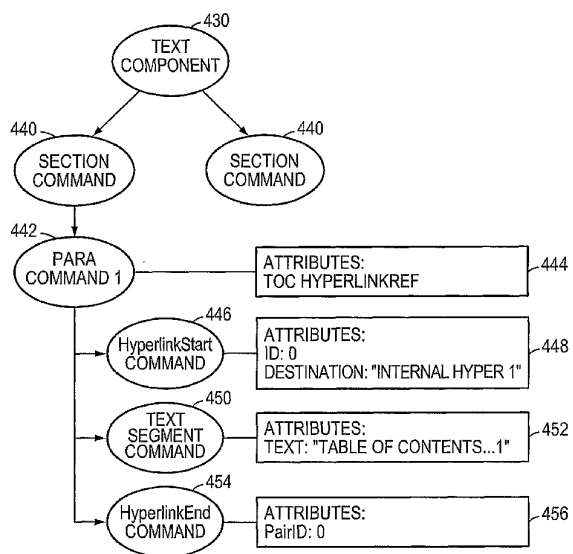 430
TEXT
COMPONENT
440
440
SECTION
COMMAND
SECTION
COMMAND
442
PARA
COMMAND 1
ATTRIBUTES:
TOC HYPERLINKREF
444
446
HyperlinkStart
COMMAND
ATTRIBUTES:
ID: 0
DESTINATION: "INTERNAL HYPER 1"
448
450
TEXT
SEGMENT
COMMAND
ATTRIBUTES:
TEXT: "TABLE OF CONTENTS...1"
452
454
HyperlinkEnd
COMMAND
ATTRIBUTES:
PairID: 0
456